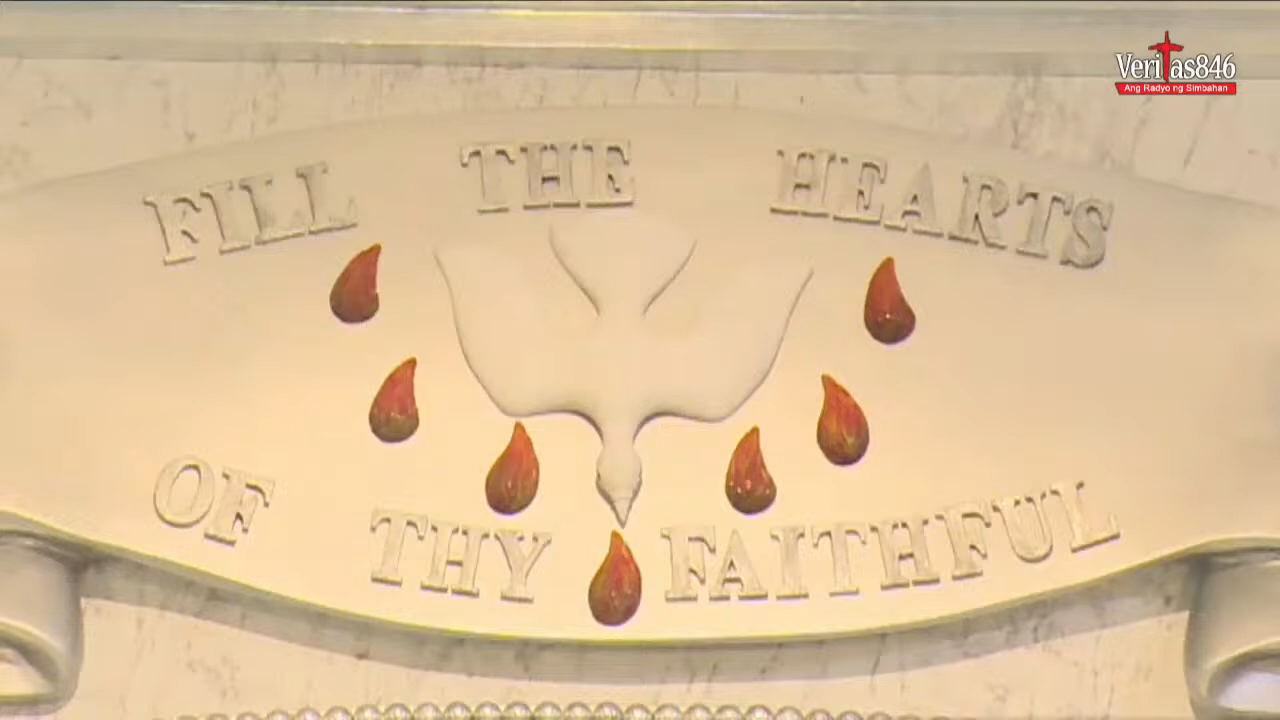 Veritas846
Ang Radyo ng Simbahan
FILL THE HEARTS
OF THY FAITHFUL